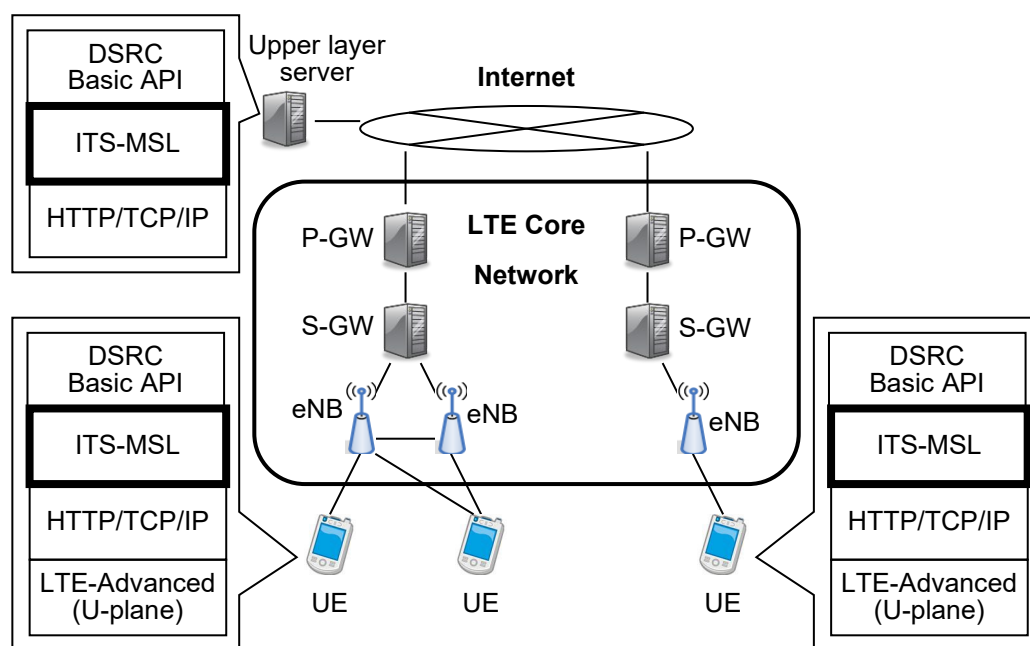 DSRC
Basic API
ITS-MSL
HTTP/TCP/IP
Upper layer
server
Internet
P-GW
LTE Core
Network
P-GW
S-GW
S-GW
eNB
eNB
eNB
DSRC
Basic API
ITS-MSL
HTTP/TCP/IP
LTE-Advanced
(U-plane)
UE
UE
UE
DSRC
Basic API
ITS-MSL
HTTP/TCP/IP
LTE-Advanced
(U-plane)